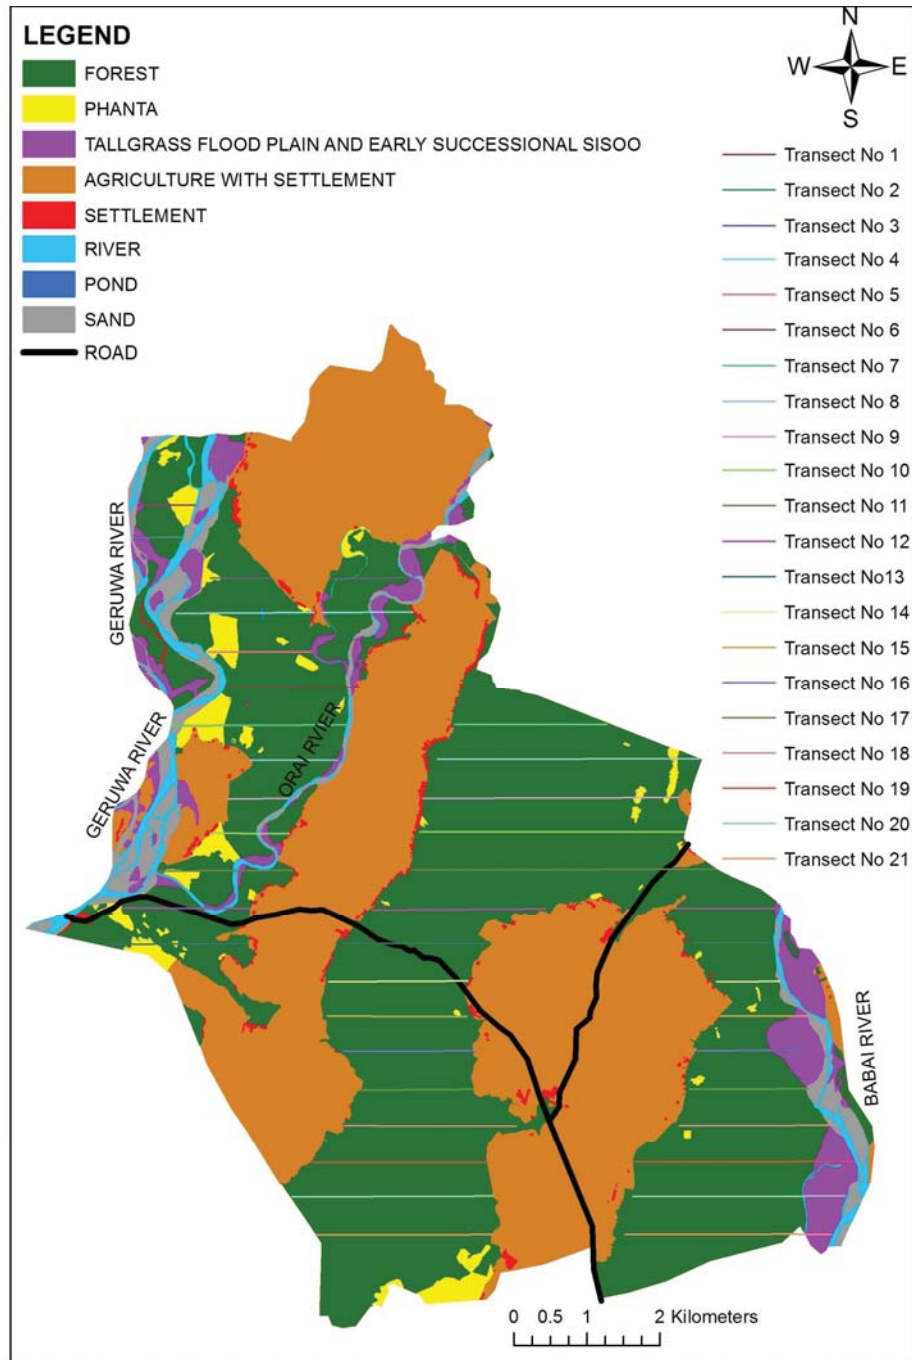 LEGEND
FOREST
PHANTA
TALLGRASS FLOOD PLAIN AND EARLY SUCCESSIONAL SISOO
AGRICULTURE WITH SETTLEMENT
SETTLEMENT
RIVER
POND
SAND
ROAD
N
W E
S
Transect No 1
Transect No 2
Transect No 3
Transect No 4
Transect No 5
Transect No 6
Transect No 7
Transect No 8
Transect No 9
Transect No 10
Transect No 11
Transect No 12
Transect No13
Transect No 14
Transect No 15
Transect No 16
Transect No 17
Transect No 18
Transect No 19
Transect No 20
Transect No 21
GERUWA RIVER
GERUWA RIVER
ORAI RVIER
BABAI RIVER
0 0.5 1 2 Kilometers